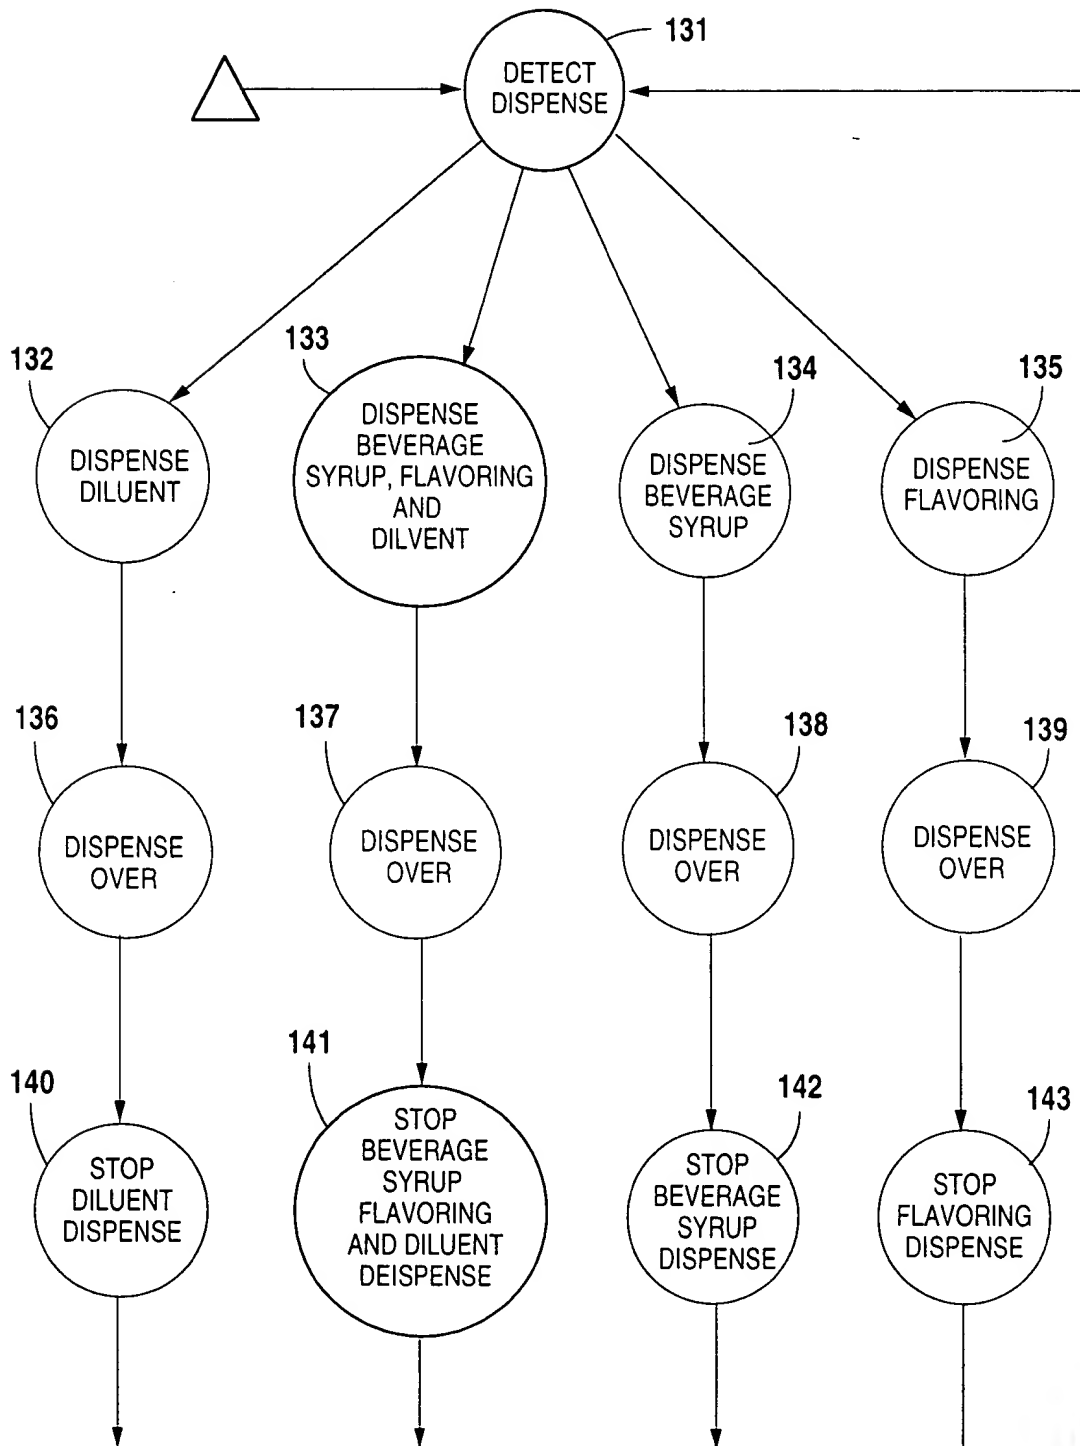 131
DETECT
DISPENSE
132
DISPENSE
DILUENT
133
DISPENSE
BEVERAGE
SYRUP, FLAVORING
AND
DILVENT
134
DISPENSE
BEVERAGE
SYRUP
135
DISPENSE
FLAVORING
136
DISPENSE
OVER
137
DISPENSE
OVER
138
DISPENSE
OVER
139
DISPENSE
OVER
140
STOP
DILUENT
DISPENSE
141
STOP
BEVERAGE
SYRUP
FLAVORING
AND DILUENT
DEISPENSE
142
STOP
BEVERAGE
SYRUP
DISPENSE
143
STOP
FLAVORING
DISPENSE